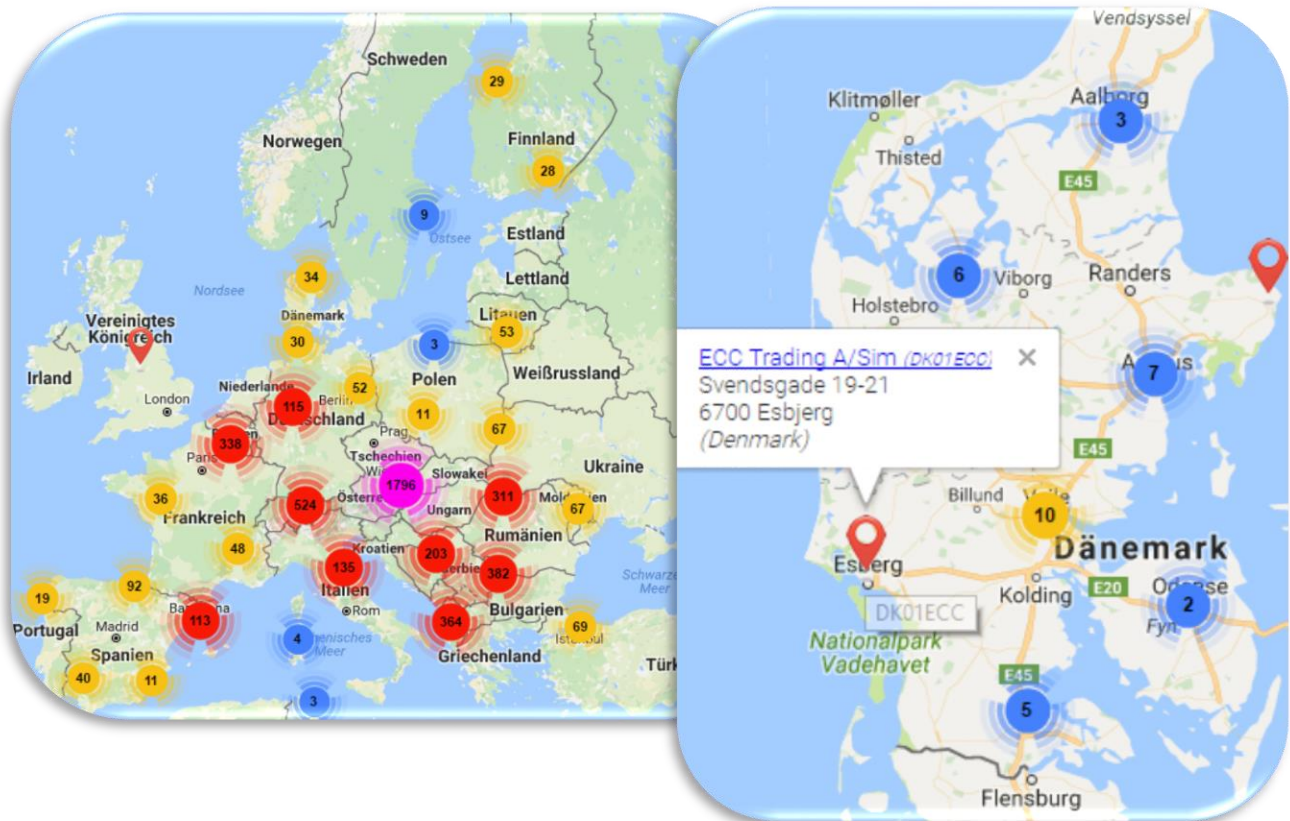 Schweden
29
Norwegen
Finnland
28
9
Ostsee
Estland
34
Lettland
Nordsee
Dänemark
Litauen
53
Vereinigtes
Königreich
30
3
Irland
Polen
Weißrussland
Niederlande
52
London
115
Berlin
11
Deutschland
67
338
Prag
Paris
Tschechien
Ukraine
1796
Slowakei
36
524
Österre
311
67
Ungarn
Frankreich
Rumänien
48
Kroatien
203
135
382
Italien
Schwarze
Meer
92
19
Rom
Bulgarien
113
364
69
Istanbul
Portugal
Madrid
4
Meer
Spanien
Griechenland
Türk
40
11
3
Vendsyssel
Klitmøller
Aalborg
3
Thisted
E45
6
Viborg
Randers
Holstebro
ECC Trading A/Sim (DK01ECC)
Svendsgade 19-21
6700 Esbjerg
(Denmark)
7
E45
Billund
10
Dänemark
Esbjerg
Kolding
E20
Odense
2
DK01ECC
Fyn
Nationalpark
Vadehavet
E45
5
Flensburg